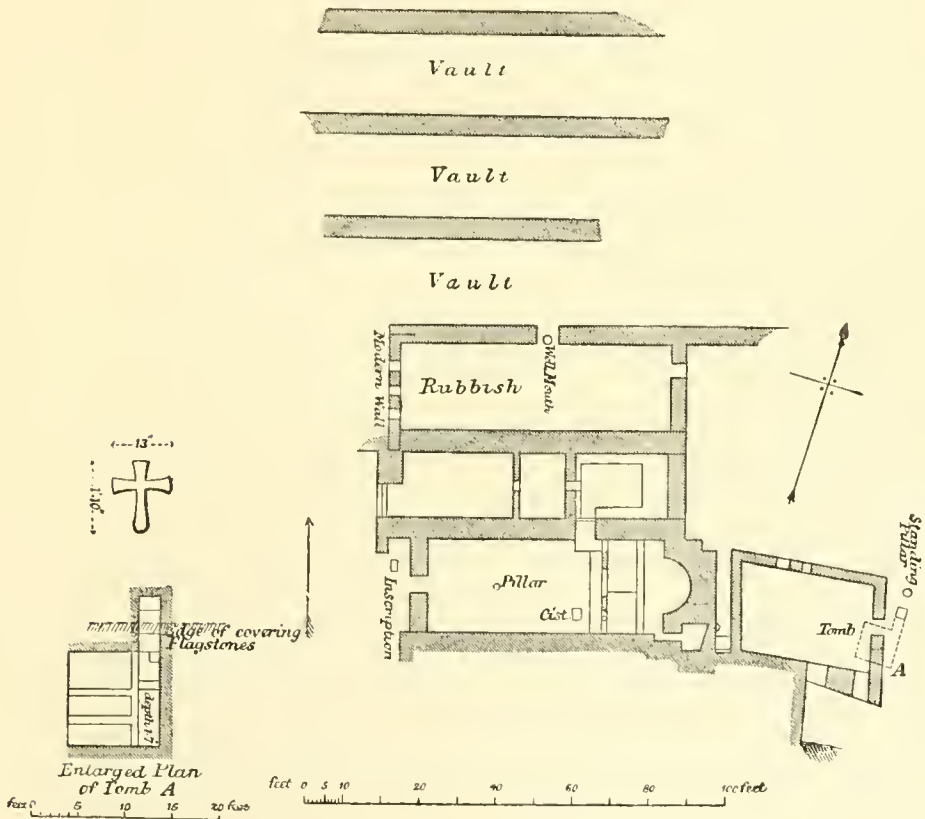 Vault
Vault
Vault
Modern Wall
Rubbish
Well Mouth
13"
1' 10"
Standing Pillar
Inscription
Pillar
Cist
Tomb
A
Edge of covering
Flagstones
depth 1.7
Enlarged Plan
of Tomb A
feet 0 5 10 15 20 feet
feet 0 5 10 20 40 60 80 100 feet